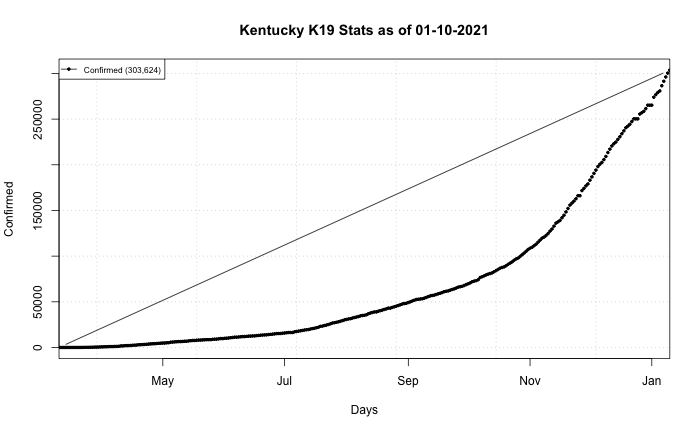 Kentucky K19 Stats as of 01-10-2021
Confirmed (303,624)
250000
150000
50000
0
Confirmed
May Jul Sep Nov Jan
Days